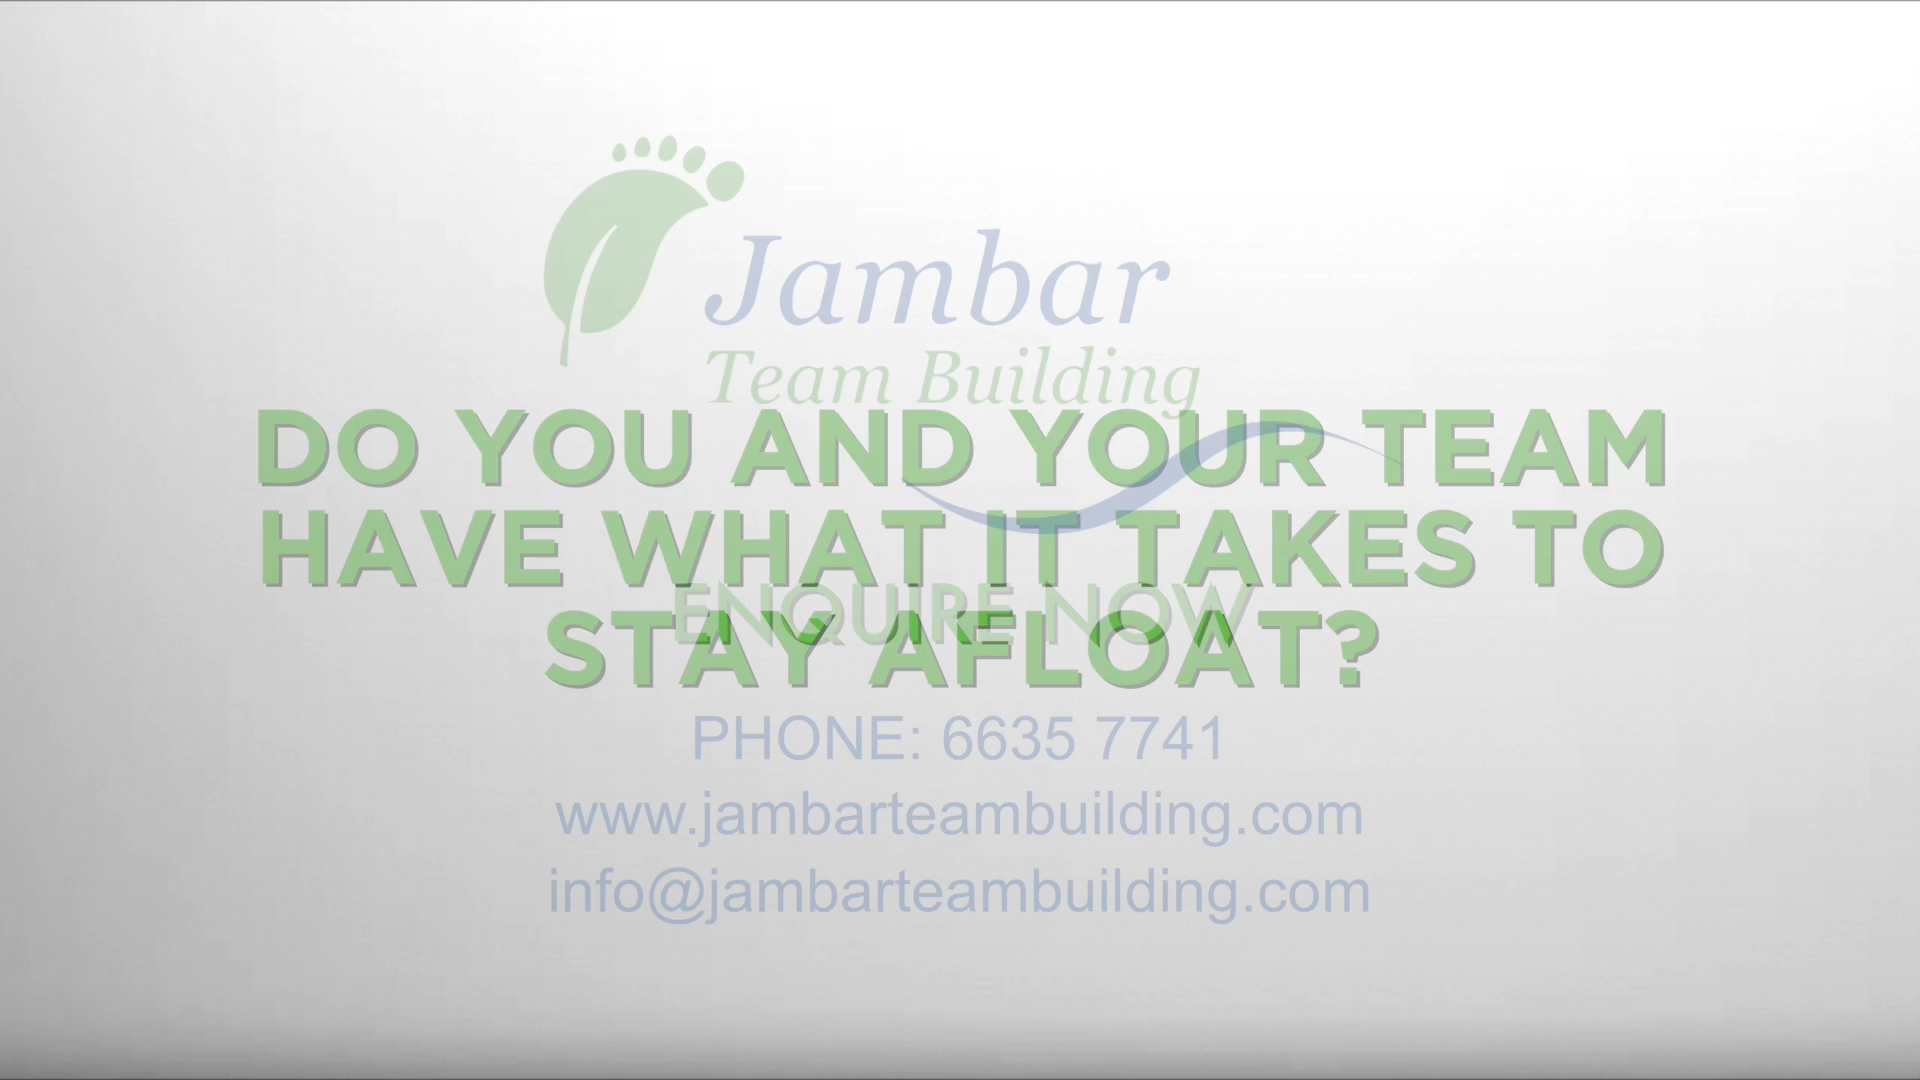 Jambar
Team Building
DO YOU AND YOUR TEAM
HAVE WHAT IT TAKES TO
STAY AFLOAT?
ENQUIRE NOW
PHONE: 6635 7741
www.jambarteambuilding.com
info@jambarteambuilding.com